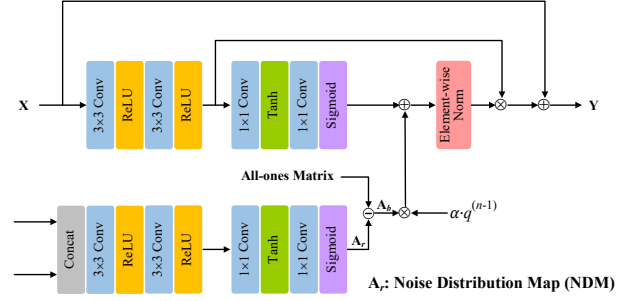 X
3×3 Conv
ReLU
3×3 Conv
ReLU
1×1 Conv
Tanh
1×1 Conv
Sigmoid
Element-wise
Norm
Y
All-ones Matrix
A_b
α·q^(n-1)
Concat
3×3 Conv
ReLU
3×3 Conv
ReLU
1×1 Conv
Tanh
1×1 Conv
Sigmoid
A_r
A_r: Noise Distribution Map (NDM)